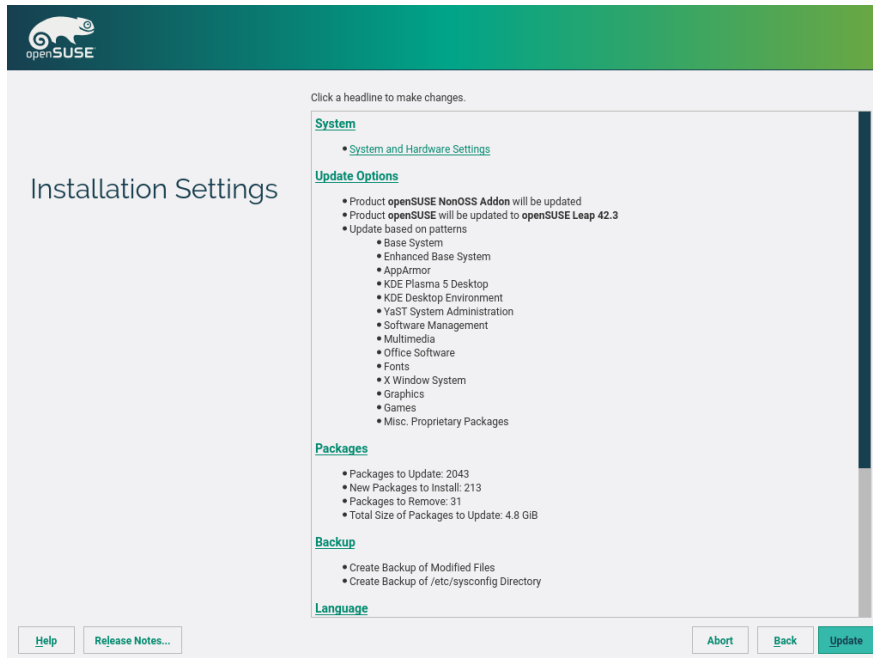 openSUSE
Click a headline to make changes.
Installation Settings
System
• System and Hardware Settings
Update Options
• Product openSUSE NonOSS Addon will be updated
• Product openSUSE will be updated to openSUSE Leap 42.3
• Update based on patterns
• Base System
• Enhanced Base System
• AppArmor
• KDE Plasma 5 Desktop
• KDE Desktop Environment
• YaST System Administration
• Software Management
• Multimedia
• Office Software
• Fonts
• X Window System
• Graphics
• Games
• Misc. Proprietary Packages
Packages
• Packages to Update: 2043
• New Packages to Install: 213
• Packages to Remove: 31
• Total Size of Packages to Update: 4.8 GiB
Backup
• Create Backup of Modified Files
• Create Backup of /etc/sysconfig Directory
Language
Help
Release Notes...
Abort
Back
Update